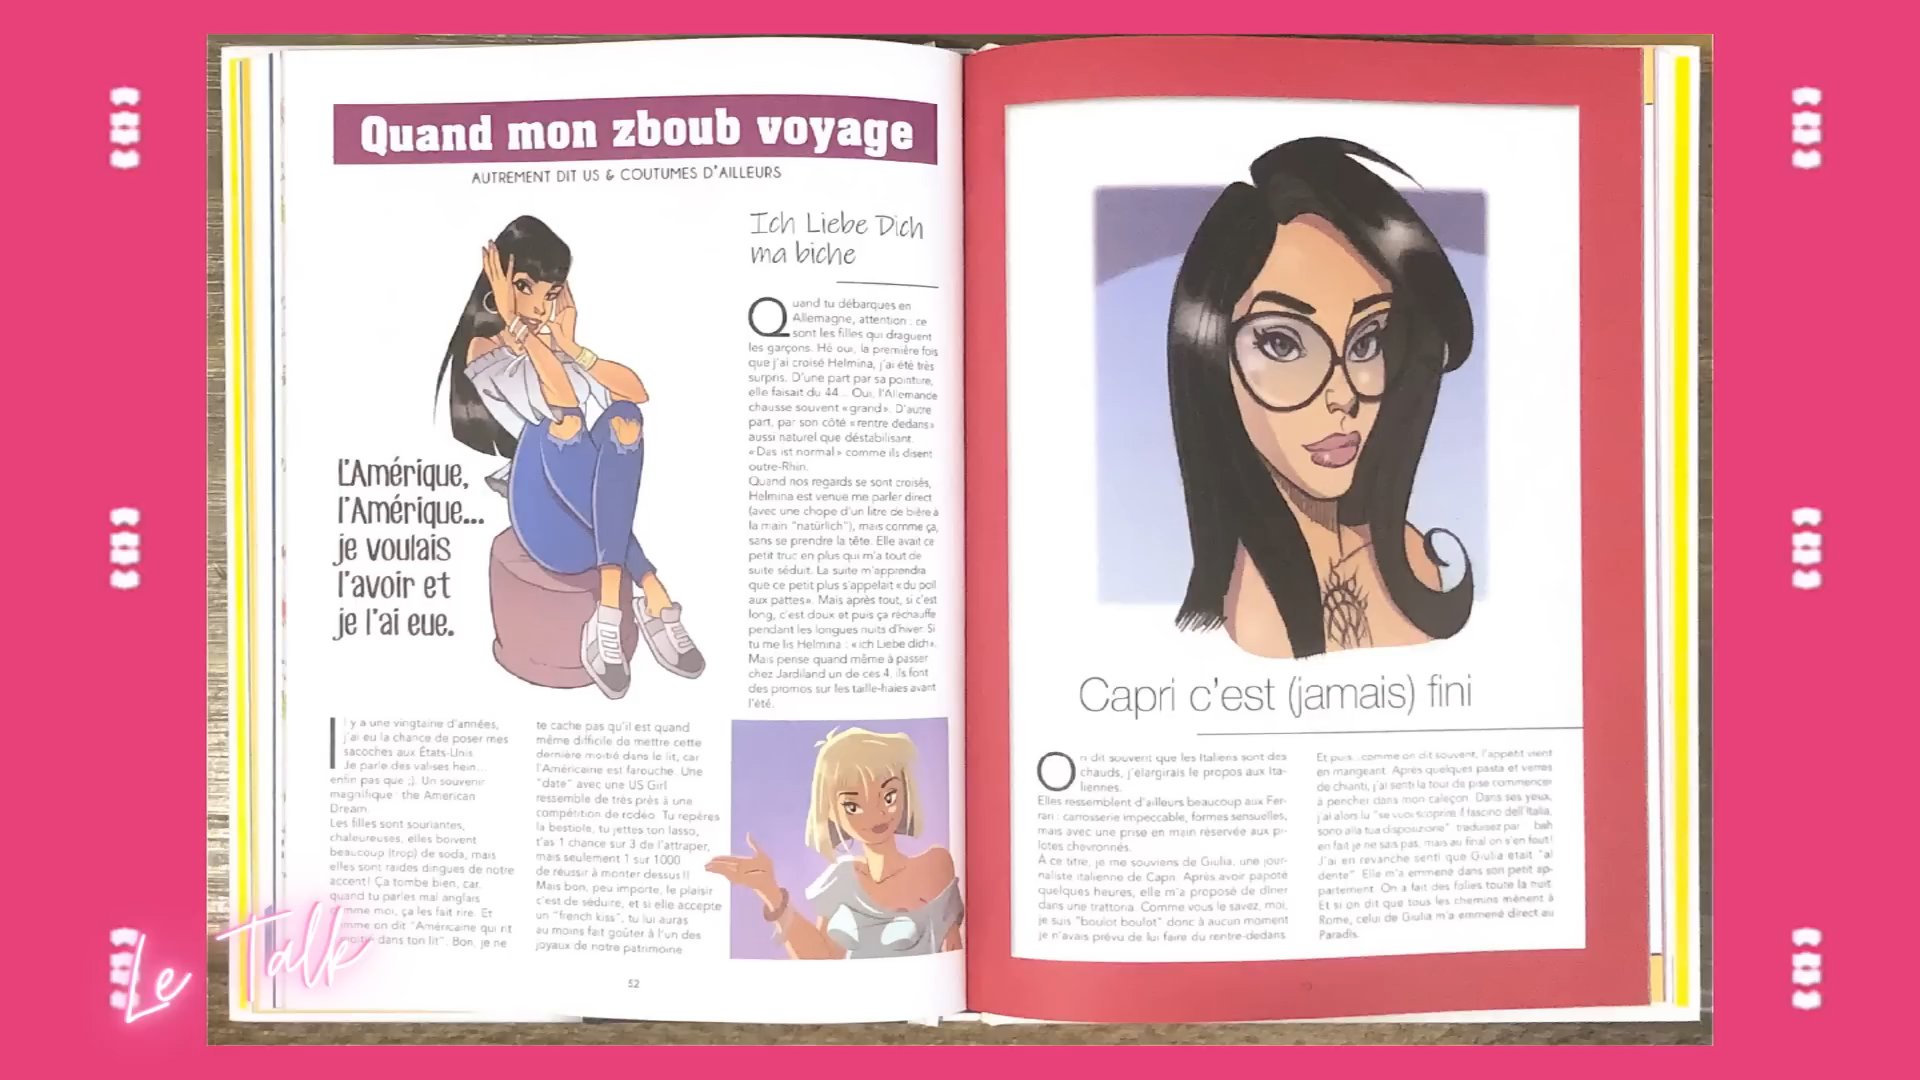 Quand mon zboub voyage
AUTREMENT DIT US & COUTUMES D'AILLEURS
L'Amérique,
l'Amérique...
je voulais
l'avoir et
je l'ai eue.
Il y a une vingtaine d'années,
j'ai eu la chance de poser mes
sacoches aux États-Unis.
Je parle des valises hein...
enfin pas que ;). Un souvenir
magnifique : the American
Dream.
Les filles sont souriantes,
chaleureuses, elles boivent
beaucoup (trop) de soda, mais
elles sont raides dingues de notre
accent! Ça tombe bien, car
quand tu parles mal anglais
comme moi, ça les fait rire. Et
comme on dit "Américaine qui rit
moitié dans ton lit". Bon, je ne
te cache pas qu'il est quand
même difficile de mettre cette
dernière moitié dans le lit, car
l'Américaine est farouche. Une
"date" avec une US Girl
ressemble de très près à une
compétition de rodéo. Tu repères
la bestiole, tu jettes ton lasso,
t'as 1 chance sur 3 de l'attraper,
mais seulement 1 sur 1000
de réussir à monter dessus !!
Mais bon, peu importe, le plaisir
c'est de séduire, et si elle accepte
un "french kiss", tu lui auras
au moins fait goûter à l'un des
joyaux de notre patrimoine
Ich Liebe Dich
ma biche
Quand tu débarques en
Allemagne, attention : ce
sont les filles qui draguent
les garçons. Hé oui, la première fois
que j'ai croisé Helmina, j'ai été très
surpris. D'une part par sa pointure,
elle faisait du 44... Oui, l'Allemande
chausse souvent «grand». D'autre
part, par son côté «rentre dedans»
aussi naturel que déstabilisant.
«Das ist normal» comme ils disent
outre-Rhin.
Quand nos regards se sont croisés,
Helmina est venue me parler direct
(avec une chope d'un litre de bière à
la main "natürlich"), mais comme ça,
sans se prendre la tête. Elle avait ce
petit truc en plus qui m'a tout de
suite séduit. La suite m'apprendra
que ce petit plus s'appelait «du poil
aux pattes». Mais après tout, si c'est
long, c'est doux et puis ça réchauffe
pendant les longues nuits d'hiver. Si
tu me lis Helmina : «ich Liebe dich».
Mais pense quand même à passer
chez Jardiland un de ces 4, ils font
des promos sur les taille-haies avant
l'été.
52
Capri c'est (jamais) fini
On dit souvent que les Italiens sont des
chauds, j'élargirais le propos aux Ita-
liennes.
Elles ressemblent d'ailleurs beaucoup aux Fer-
rari : carrosserie impeccable, formes sensuelles,
mais avec une prise en main réservée aux pi-
lotes chevronnés.
À ce titre, je me souviens de Giulia, une jour-
naliste italienne de Capri. Après avoir papoté
quelques heures, elle m'a proposé de dîner
dans une trattoria. Comme vous le savez, moi,
je suis "boulot boulot" donc à aucun moment
je n'avais prévu de lui faire du rentre-dedans
Et puis...comme on dit souvent, l'appétit vient
en mangeant. Après quelques pasta et verres
de chianti, j'ai senti la tour de pise commencer
à pencher dans mon caleçon. Dans ses yeux,
j'ai alors lu "se vuoi scoprire il fascino dell'Italia,
sono alla tua disposizione" traduisez par... bah
en fait je ne sais pas, mais au final on s'en fout!
J'ai en revanche senti que Giulia était "al
dente". Elle m'a emmené dans son petit ap-
partement. On a fait des folies toute la nuit
Et si on dit que tous les chemins mènent à
Rome, celui de Giulia m'a emmené direct au
Paradis.
Le Talk